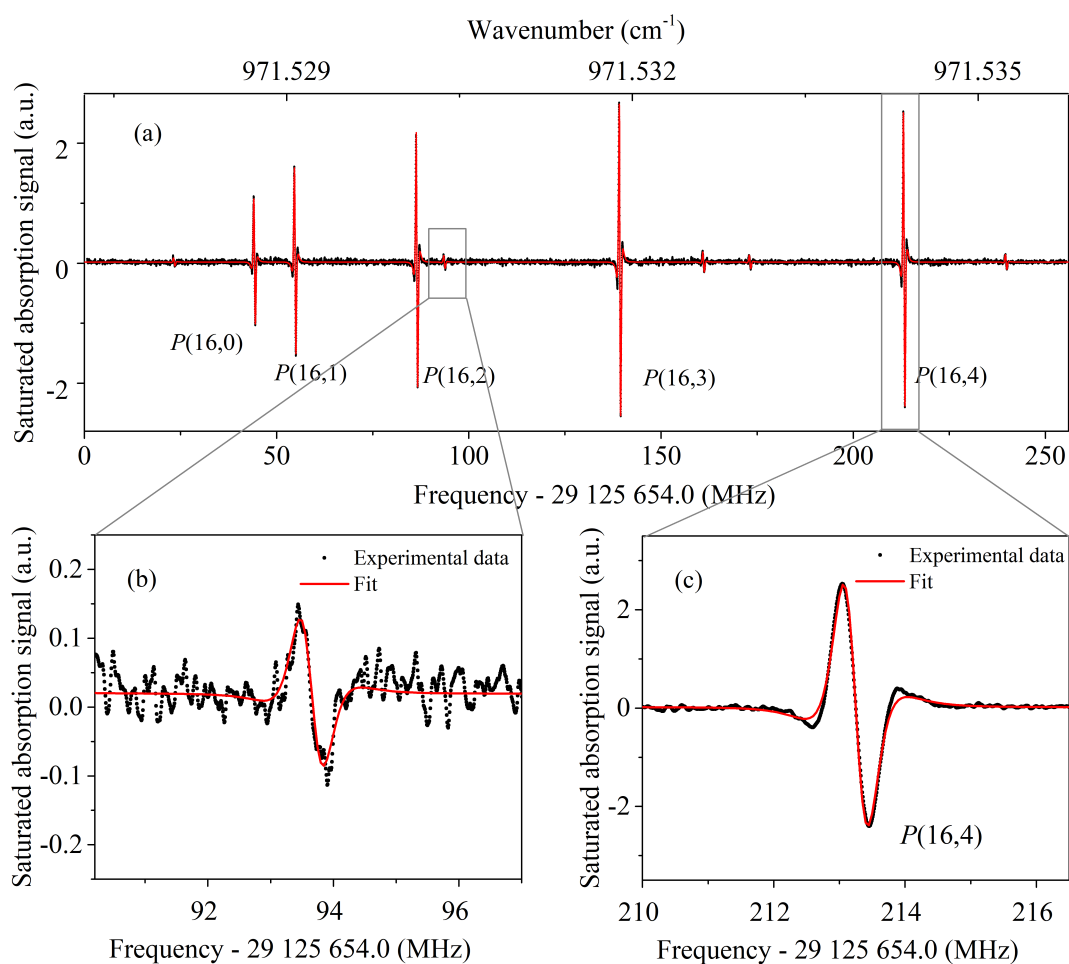 Wavenumber (cm⁻¹)
971.529 971.532 971.535
Saturated absorption signal (a.u.)
(a)
2
0
-2
P(16,0)
P(16,1)
P(16,2)
P(16,3)
P(16,4)
0 50 100 150 200 250
Frequency - 29 125 654.0 (MHz)
Saturated absorption signal (a.u.)
(b)
Experimental data
Fit
0.2
0.1
0.0
-0.1
-0.2
92 94 96 97
Frequency - 29 125 654.0 (MHz)
Saturated absorption signal (a.u.)
(c)
Experimental data
Fit
2
0
-2
P(16,4)
210 212 214 216
Frequency - 29 125 654.0 (MHz)